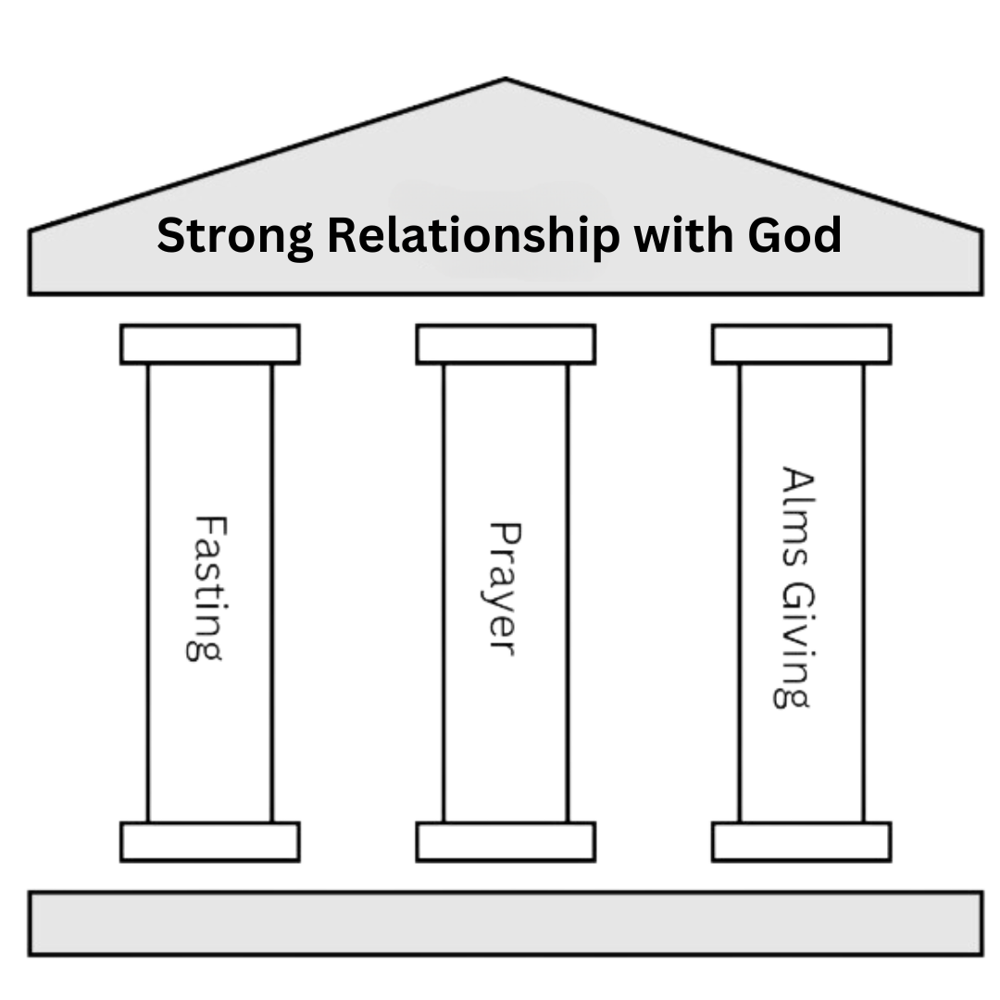 Strong Relationship with God
Fasting
Prayer
Alms Giving